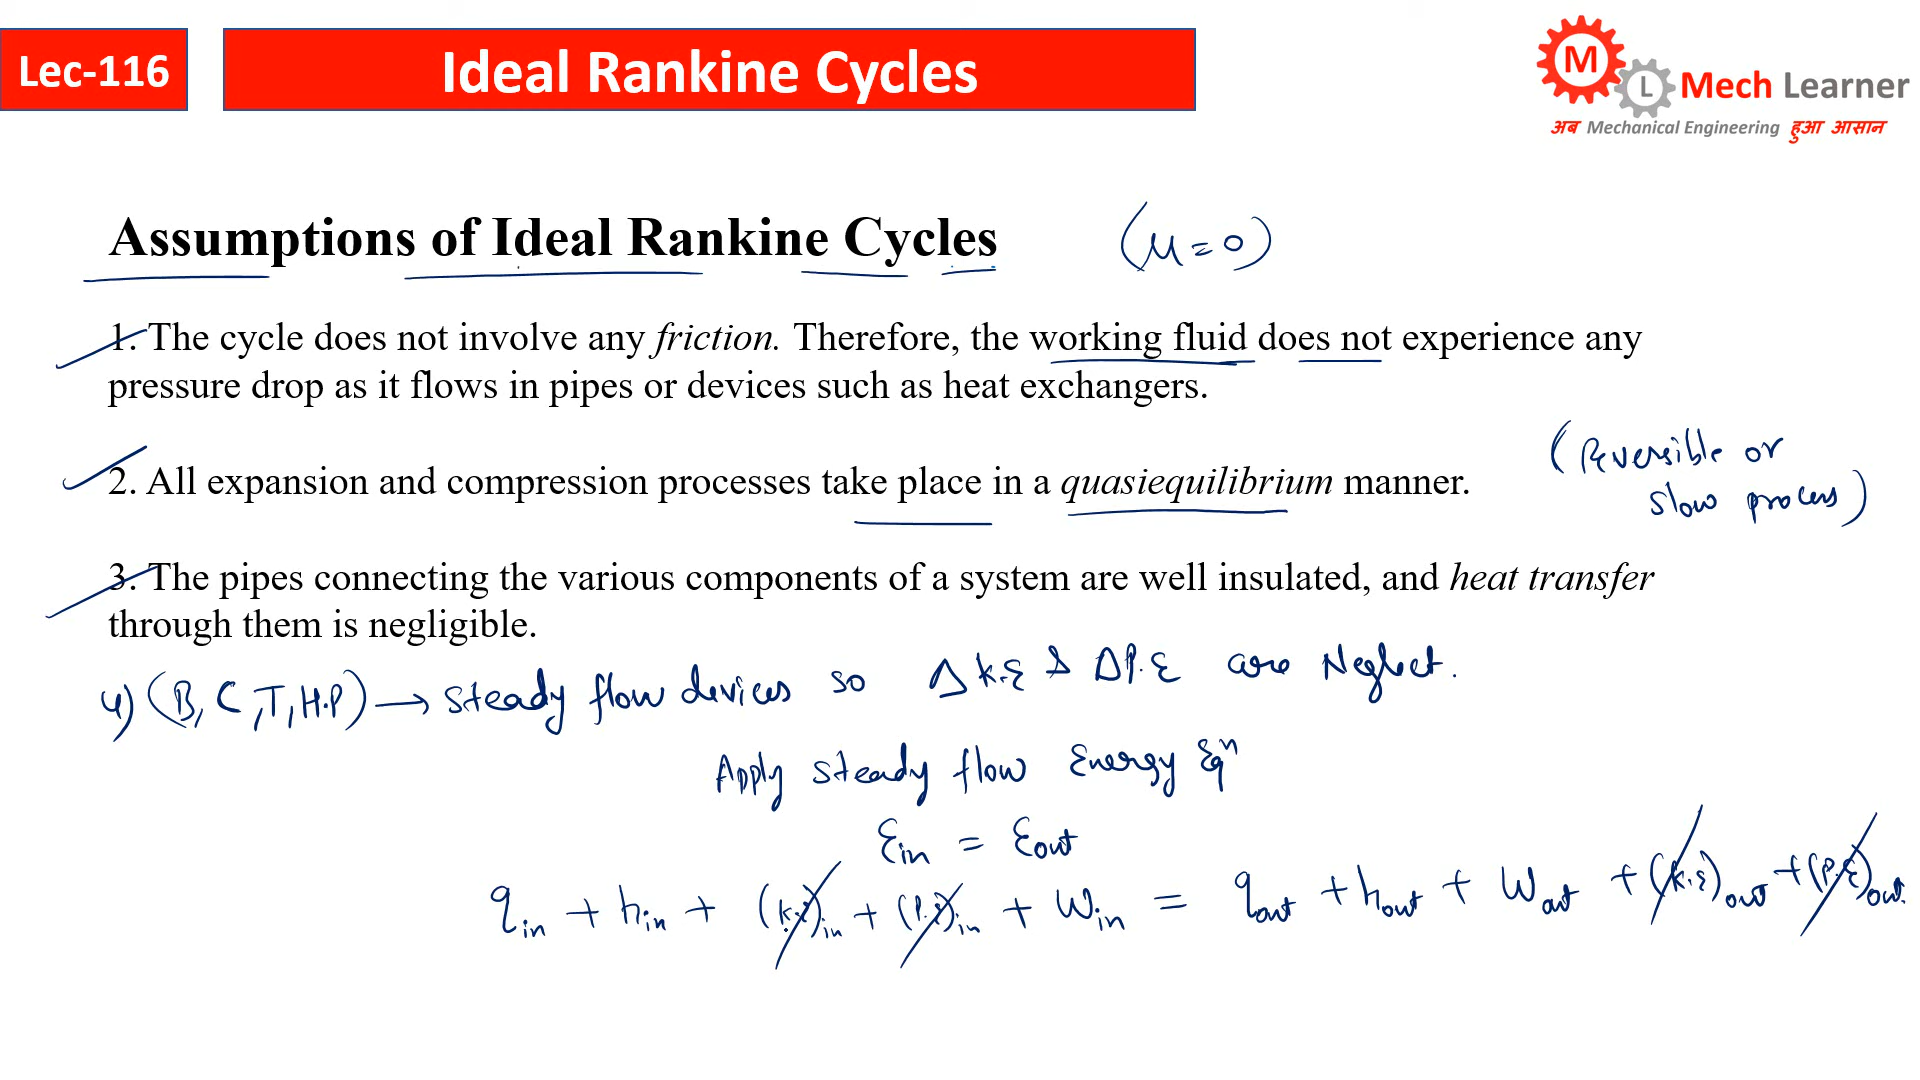 Lec-116
Ideal Rankine Cycles
M
L
Mech Learner
अब Mechanical Engineering हुआ आसान
Assumptions of Ideal Rankine Cycles (μ=0)
1. The cycle does not involve any friction. Therefore, the working fluid does not experience any
pressure drop as it flows in pipes or devices such as heat exchangers.
2. All expansion and compression processes take place in a quasiequilibrium manner.
(Reversible or
slow process)
3. The pipes connecting the various components of a system are well insulated, and heat transfer
through them is negligible.
4) (B, C, T, H.P) → Steady flow devices so ΔK.E & ΔP.E are Neglect.
Apply steady flow Energy Eqⁿ
Ein = Eout
qin + hin + (K.E)in + (P.E)in + Win = qout + hout + Wout + (K.E)out + (P.E)out.